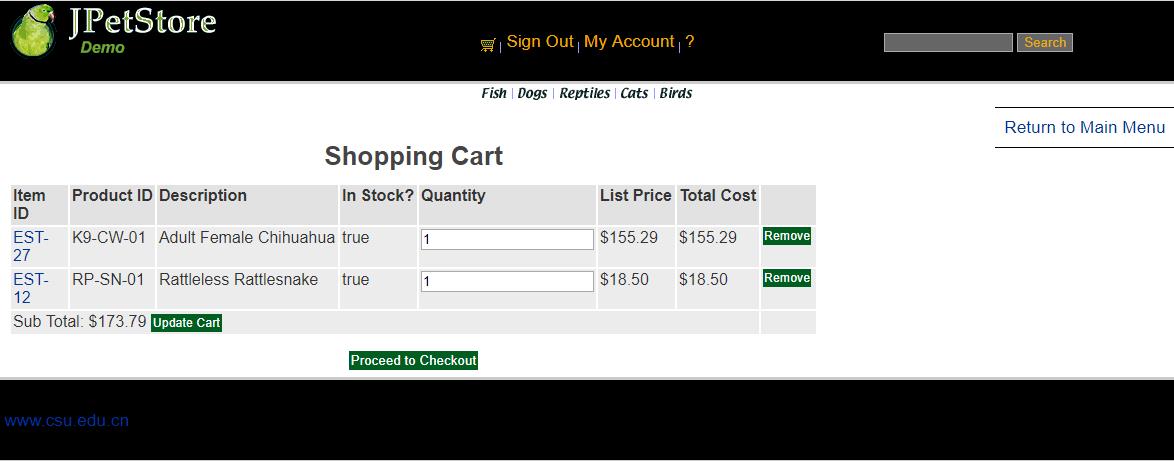 JPetStore
Demo
| Sign Out | My Account | ?
Search
Fish | Dogs | Reptiles | Cats | Birds
Return to Main Menu
Shopping Cart
Item ID Product ID Description In Stock? Quantity List Price Total Cost
EST-27 K9-CW-01 Adult Female Chihuahua true 1 $155.29 $155.29 Remove
EST-12 RP-SN-01 Rattleless Rattlesnake true 1 $18.50 $18.50 Remove
Sub Total: $173.79 Update Cart
Proceed to Checkout
www.csu.edu.cn